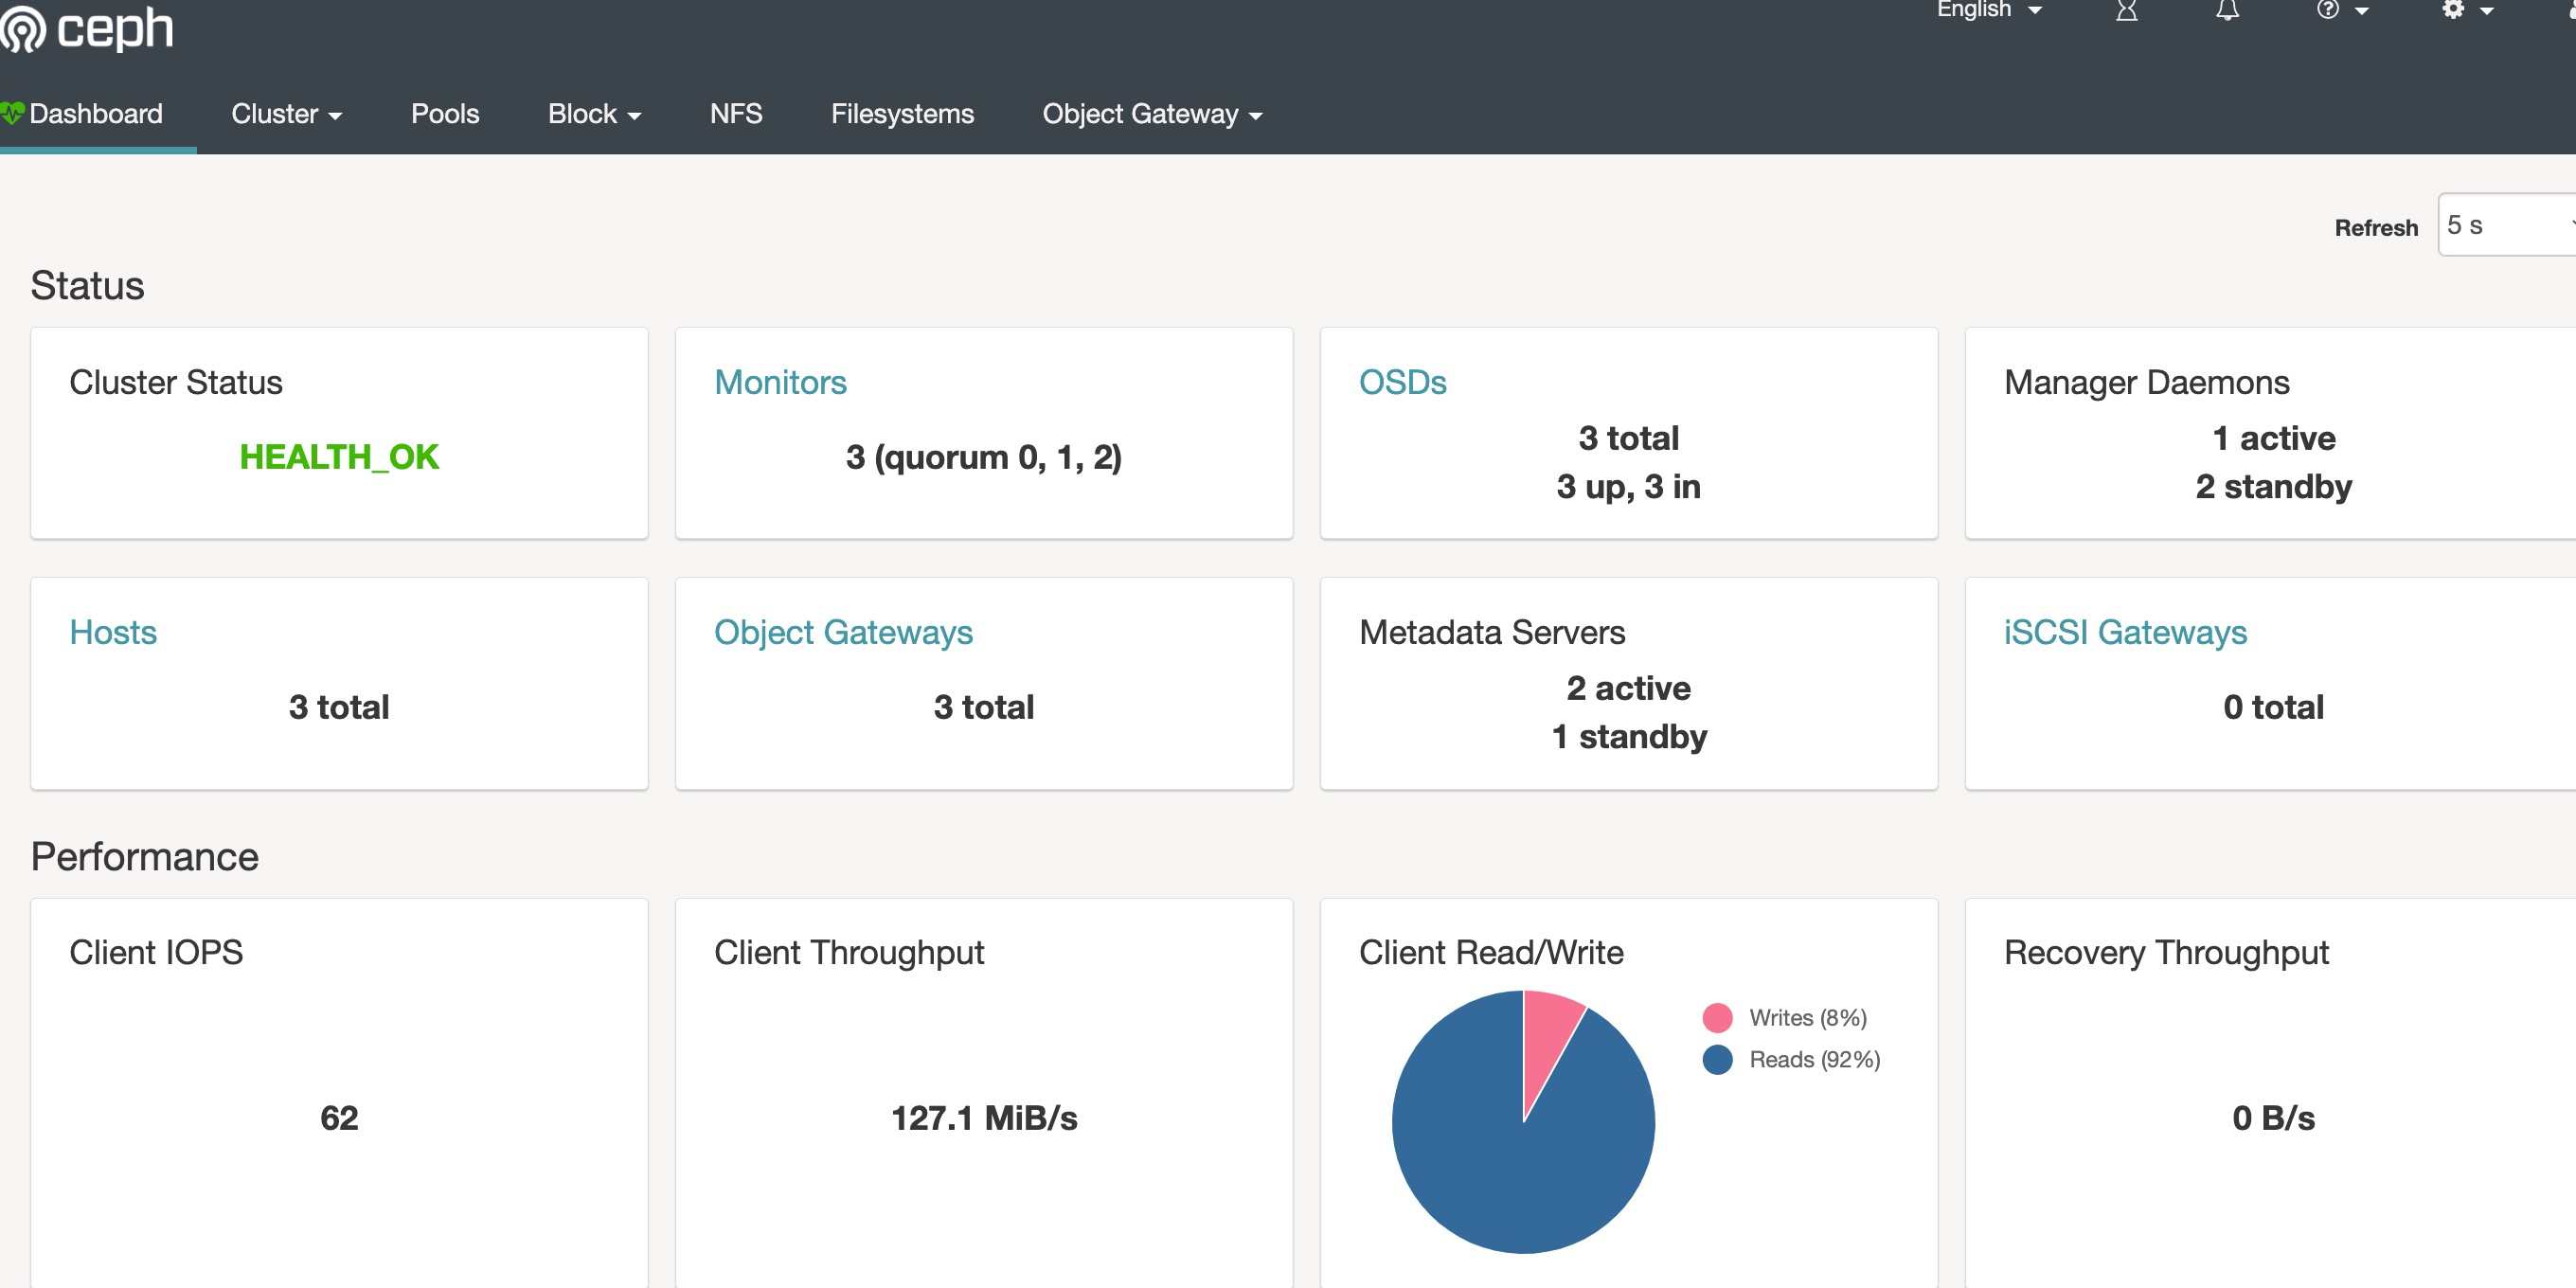 ceph
English
Dashboard Cluster Pools Block NFS Filesystems Object Gateway
Refresh 5 s
Status
Cluster Status
HEALTH_OK
Monitors
3 (quorum 0, 1, 2)
OSDs
3 total
3 up, 3 in
Manager Daemons
1 active
2 standby
Hosts
3 total
Object Gateways
3 total
Metadata Servers
2 active
1 standby
iSCSI Gateways
0 total
Performance
Client IOPS
62
Client Throughput
127.1 MiB/s
Client Read/Write
Writes (8%)
Reads (92%)
Recovery Throughput
0 B/s